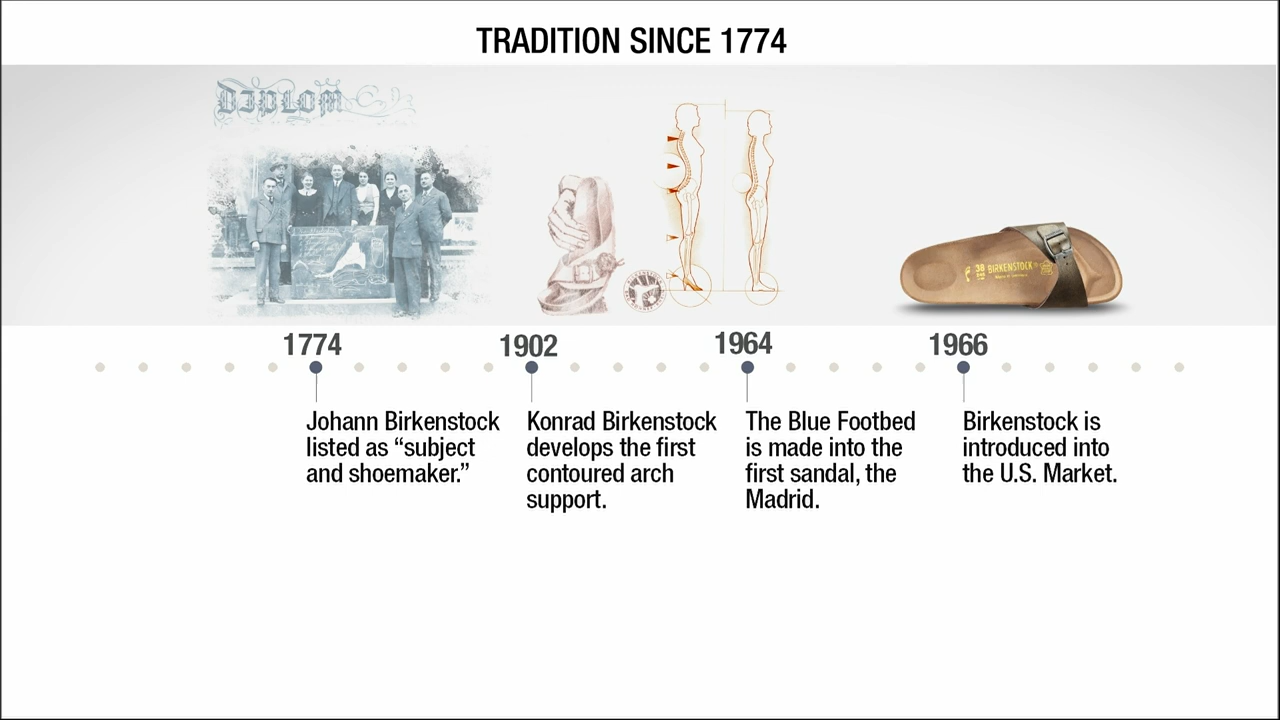 TRADITION SINCE 1774
Diplom
38
BIRKENSTOCK
1774
1902
1964
1966
Johann Birkenstock
listed as “subject
and shoemaker.”
Konrad Birkenstock
develops the first
contoured arch
support.
The Blue Footbed
is made into the
first sandal, the
Madrid.
Birkenstock is
introduced into
the U.S. Market.